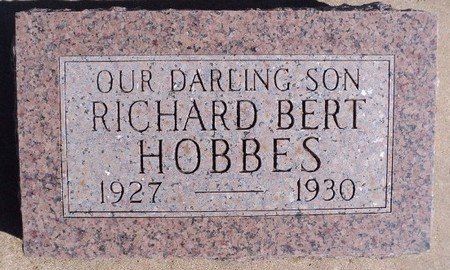 OUR DARLING SON
RICHARD BERT
HOBBES
1927 — 1930